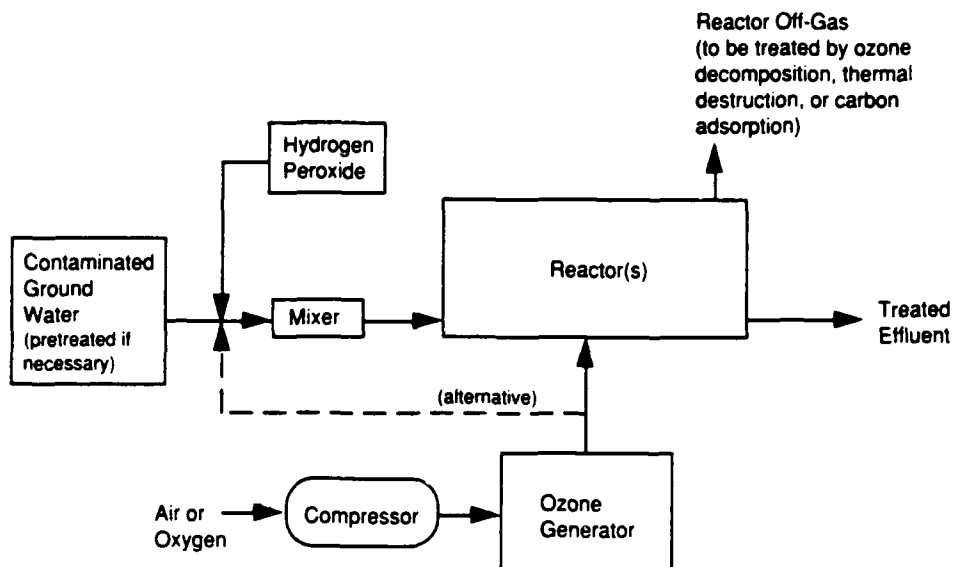 Reactor Off-Gas
(to be treated by ozone
decomposition, thermal
destruction, or carbon
adsorption)
Hydrogen
Peroxide
Contaminated
Ground
Water
(pretreated if
necessary)
Mixer
Reactor(s)
Treated
Effluent
(alternative)
Air or
Oxygen
Compressor
Ozone
Generator